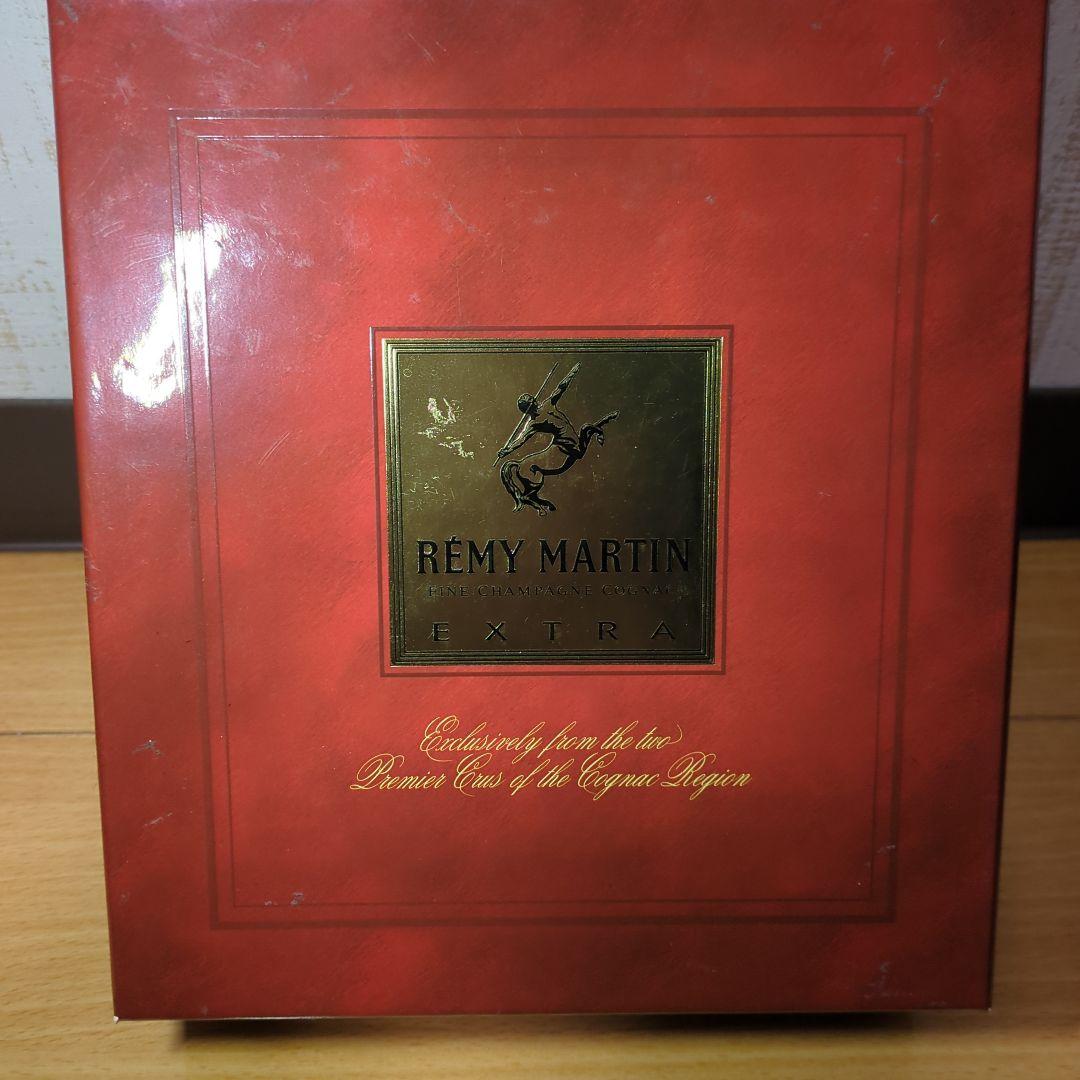 RÉMY MARTIN
FINE CHAMPAGNE COGNAC
EXTRA
Exclusively from the two
Premier Crus of the Cognac Region